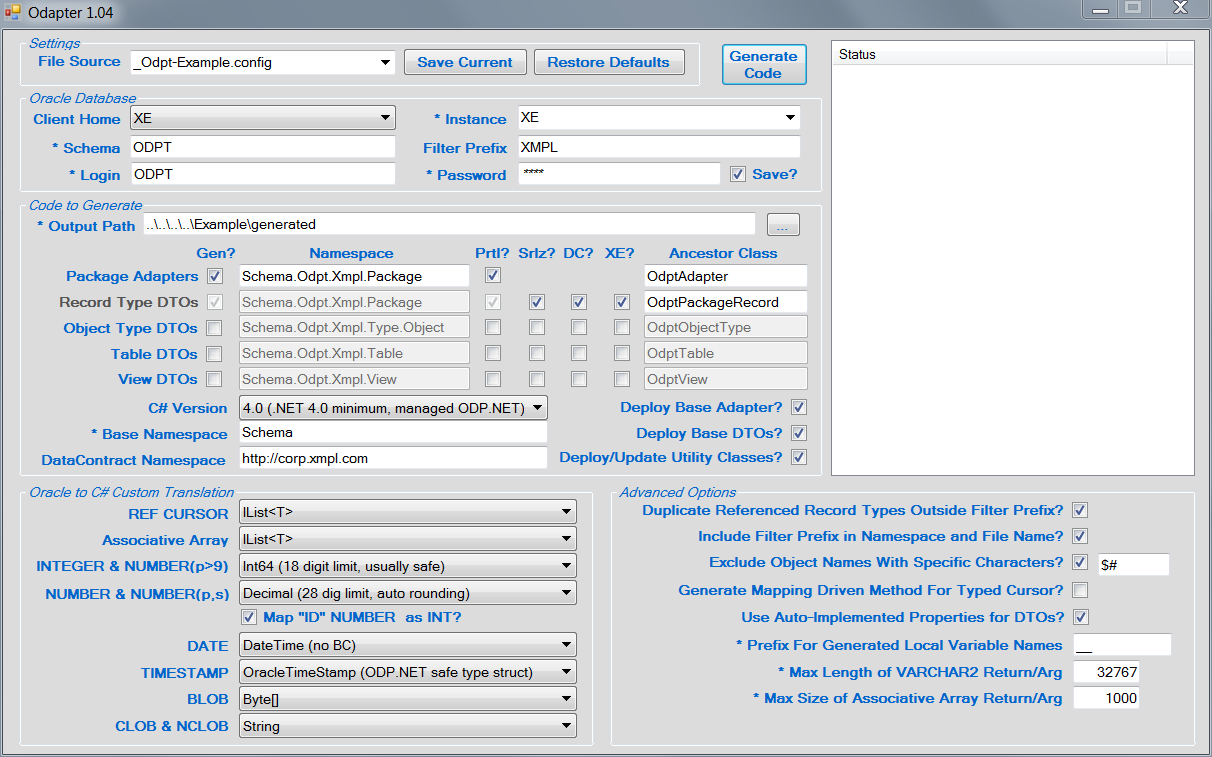 Odapter 1.04
Settings
File Source _Odpt-Example.config Save Current Restore Defaults Generate Code
Status
Oracle Database
Client Home XE * Instance XE
* Schema ODPT Filter Prefix XMPL
* Login ODPT * Password **** Save?
Code to Generate
* Output Path ..\..\..\..\Example\generated ...
Gen? Namespace Prtl? Srlz? DC? XE? Ancestor Class
Package Adapters Schema.Odpt.Xmpl.Package OdptAdapter
Record Type DTOs Schema.Odpt.Xmpl.Package OdptPackageRecord
Object Type DTOs Schema.Odpt.Xmpl.Type.Object OdptObjectType
Table DTOs Schema.Odpt.Xmpl.Table OdptTable
View DTOs Schema.Odpt.Xmpl.View OdptView
C# Version 4.0 (.NET 4.0 minimum, managed ODP.NET) Deploy Base Adapter?
* Base Namespace Schema Deploy Base DTOs?
DataContract Namespace http://corp.xmpl.com Deploy/Update Utility Classes?
Oracle to C# Custom Translation
REF CURSOR IList<T>
Associative Array IList<T>
INTEGER & NUMBER(p>9) Int64 (18 digit limit, usually safe)
NUMBER & NUMBER(p,s) Decimal (28 dig limit, auto rounding)
Map "ID" NUMBER as INT?
DATE DateTime (no BC)
TIMESTAMP OracleTimeStamp (ODP.NET safe type struct)
BLOB Byte[]
CLOB & NCLOB String
Advanced Options
Duplicate Referenced Record Types Outside Filter Prefix?
Include Filter Prefix in Namespace and File Name?
Exclude Object Names With Specific Characters? $#
Generate Mapping Driven Method For Typed Cursor?
Use Auto-Implemented Properties for DTOs?
* Prefix For Generated Local Variable Names __
* Max Length of VARCHAR2 Return/Arg 32767
* Max Size of Associative Array Return/Arg 1000